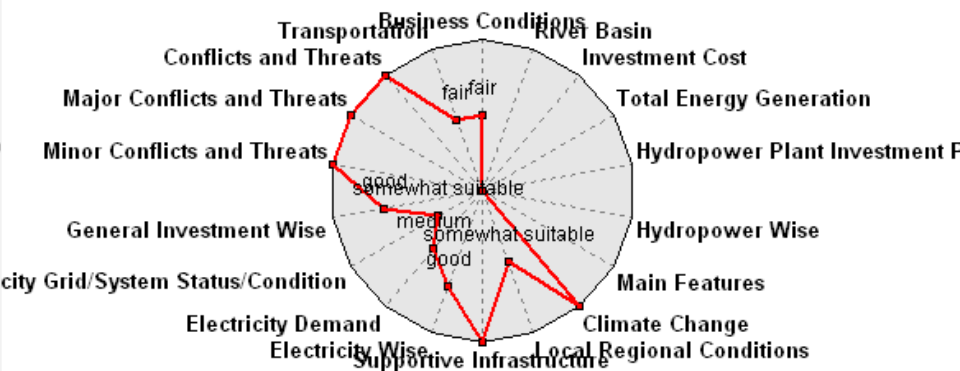 Business Conditions
Transportation
River Basin
Conflicts and Threats
Investment Cost
fair
fair
Major Conflicts and Threats
Total Energy Generation
Minor Conflicts and Threats
Hydropower Plant Investment P
good
somewhat suitable
medium
General Investment Wise
somewhat suitable
Hydropower Wise
good
city Grid/System Status/Condition
Main Features
Electricity Demand
Climate Change
Electricity Wise
Local Regional Conditions
Supportive Infrastructure